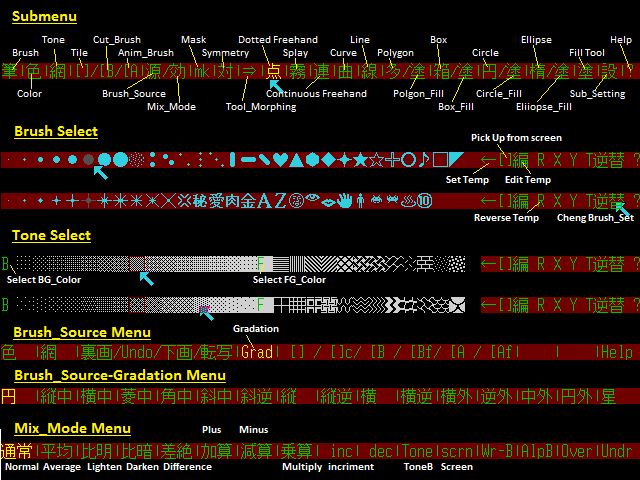 Submenu
Tone Cut_Brush Mask Dotted Freehand Line Box Ellipse Help
Brush Tile Anim_Brush Symmetry Splay Curve Polygon Circle Fill Tool
筆|色|網|[]/[B/[A]源/効|mk|対|⇒|点|霧|連|曲|線|多/塗|箱/塗|円/塗|楕/塗|塗|設|?
Color Brush_Source Continuous Freehand Polgon_Fill Circle_Fill Sub_Setting
Mix_Mode Tool_Morphing Box_Fill Elliopse_Fill
Brush Select
Pick Up from screen
←[]編 R X Y T逆替 ?
Set Temp Edit Temp
秘愛肉金AZ ⑩ ←[]編 R X Y T逆替 ?
Reverse Temp Cheng Brush_Set
Tone Select
B F ←[]編 R X Y T逆替 ?
Select BG_Color Select FG_Color
B F ←[]編 R X Y T逆替 ?
Brush_Source Menu Gradation
色 |網 |裏画/Undo/下画/転写|Grad| [] / []c/ [B / [Bf/ [A / [Af| | |Help
Brush_Source-Gradation Menu
円 |縦中|横中|菱中|角中|斜中|斜逆|縦 |縦逆|横 |横逆|横外|逆外|中外|円外|星
Mix_Mode Menu Plus Minus
通常|平均|比明|比暗|差絶|加算|減算|乗算| inc| dec|Tone|scrn|Wr-B|AlpB|Over|Undr
Normal Average Lighten Darken Difference Multiply incriment ToneB Screen